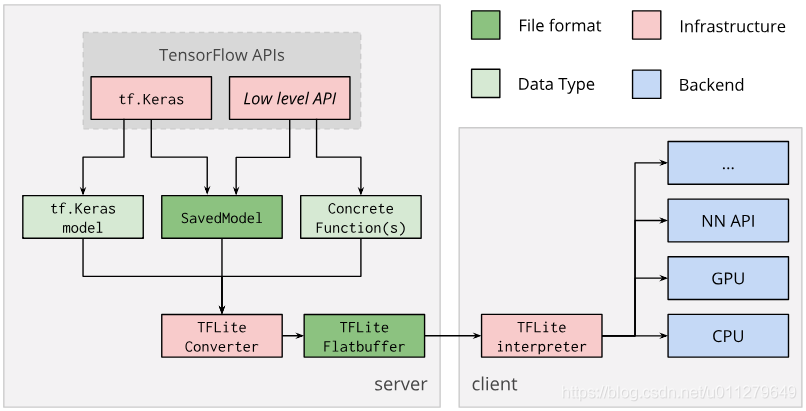 TensorFlow APIs
tf.Keras
Low level API
tf.Keras
model
SavedModel
Concrete
Function(s)
TFLite
Converter
TFLite
Flatbuffer
server
File format
Infrastructure
Data Type
Backend
TFLite
interpreter
...
NN API
GPU
CPU
client
https://blog.csdn.net/u011279649